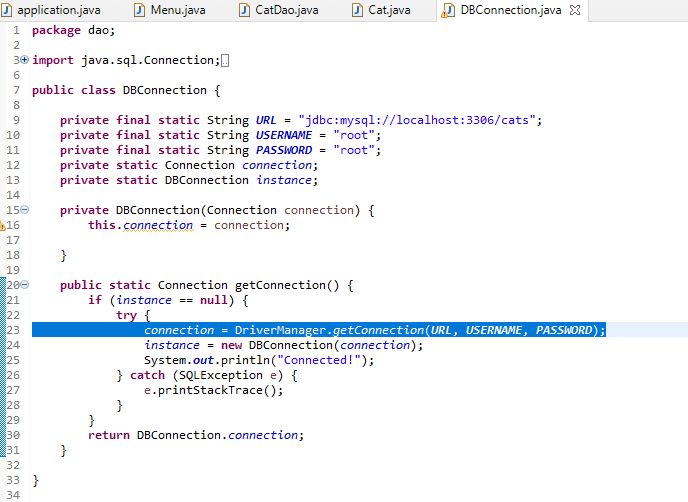 application.java Menu.java CatDao.java Cat.java DBConnection.java
1 package dao;
2
3 import java.sql.Connection;
6
7 public class DBConnection {
8
9     private final static String URL = "jdbc:mysql://localhost:3306/cats";
10     private final static String USERNAME = "root";
11     private final static String PASSWORD = "root";
12     private static Connection connection;
13     private static DBConnection instance;
14
15     private DBConnection(Connection connection) {
16         this.connection = connection;
17
18     }
19
20     public static Connection getConnection() {
21         if (instance == null) {
22             try {
23                 connection = DriverManager.getConnection(URL, USERNAME, PASSWORD);
24                 instance = new DBConnection(connection);
25                 System.out.println("Connected!");
26             } catch (SQLException e) {
27                 e.printStackTrace();
28             }
29         }
30         return DBConnection.connection;
31     }
32
33 }
34